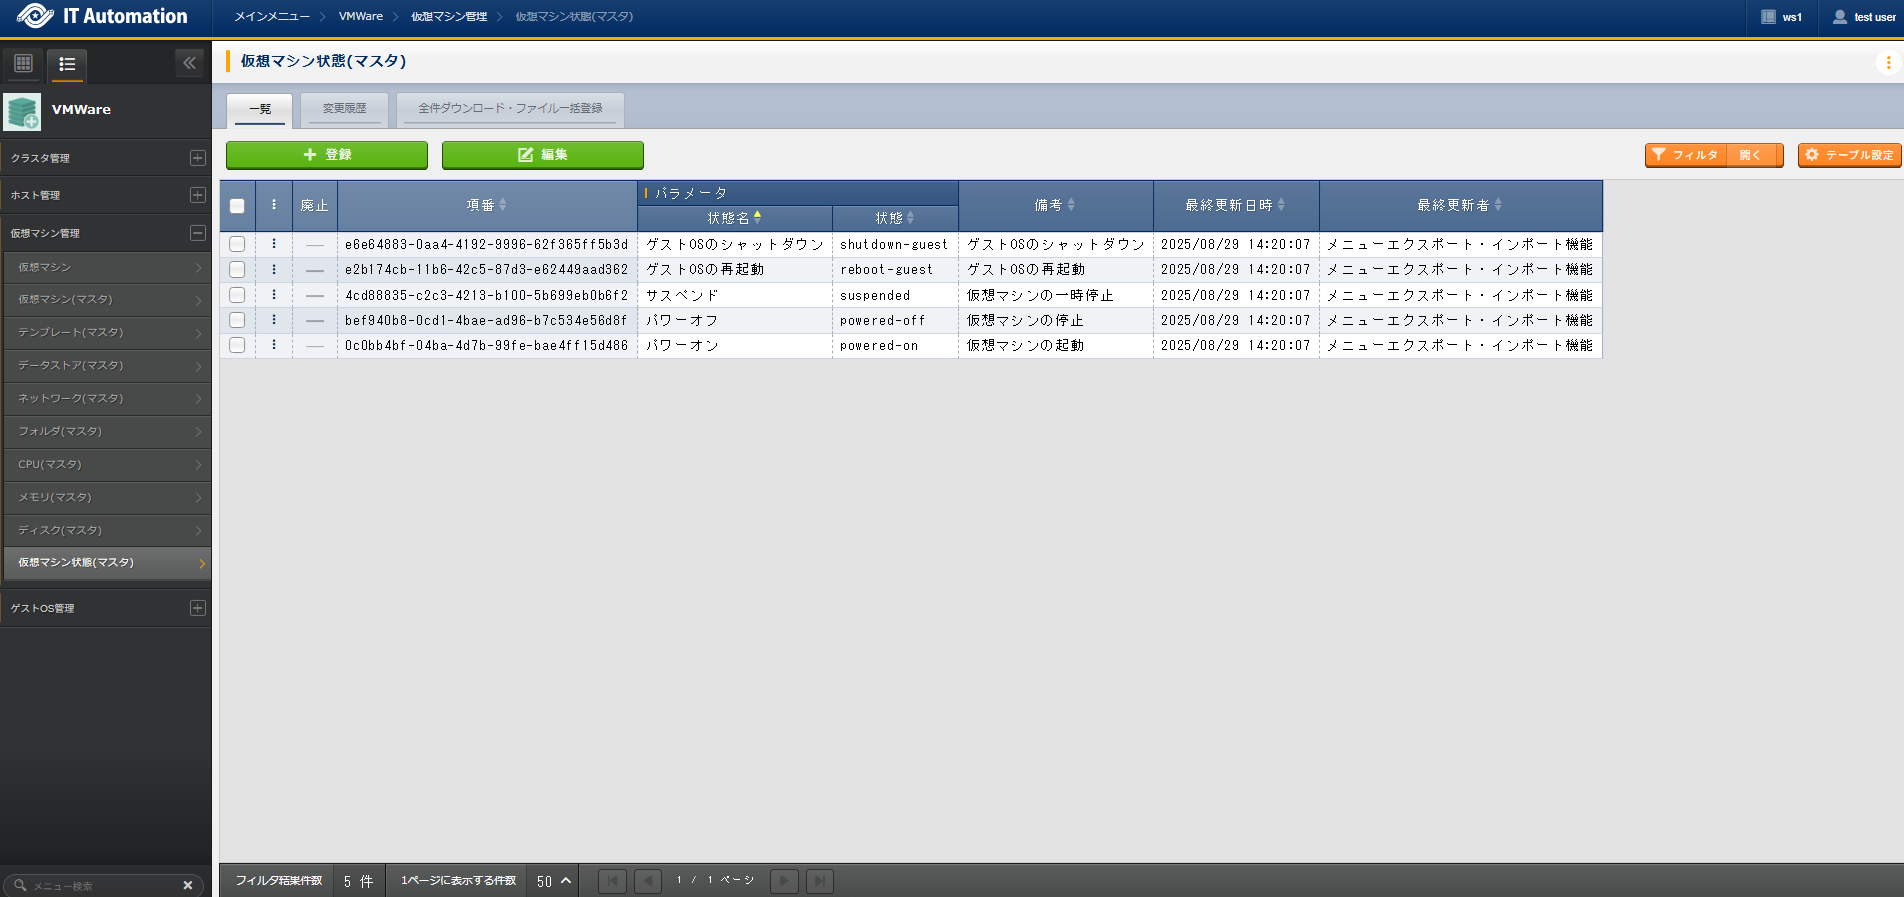 IT Automation
メインメニュー
VMWare
仮想マシン管理
仮想マシン状態(マスタ)
ws1
test user
VMWare
クラスタ管理
ホスト管理
仮想マシン管理
仮想マシン
仮想マシン(マスタ)
テンプレート(マスタ)
データストア(マスタ)
ネットワーク(マスタ)
フォルダ(マスタ)
CPU(マスタ)
メモリ(マスタ)
ディスク(マスタ)
仮想マシン状態(マスタ)
ゲストOS管理
メニュー検索
仮想マシン状態(マスタ)
一覧
変更履歴
全件ダウンロード・ファイル一括登録
登録
編集
フィルタ 開く
テーブル設定
廃止 項番 パラメータ 備考 最終更新日時 最終更新者
状態名 状態
e6e64883-0aa4-4192-9996-62f365ff5b3d ゲストOSのシャットダウン shutdown-guest ゲストOSのシャットダウン 2025/08/29 14:20:07 メニューエクスポート・インポート機能
e2b174cb-11b6-42c5-87d3-e62449aad362 ゲストOSの再起動 reboot-guest ゲストOSの再起動 2025/08/29 14:20:07 メニューエクスポート・インポート機能
4cd88835-c2c3-4213-b100-5b699eb0b6f2 サスペンド suspended 仮想マシンの一時停止 2025/08/29 14:20:07 メニューエクスポート・インポート機能
bef940b8-0cd1-4bae-ad96-b7c534e56d8f パワーオフ powered-off 仮想マシンの停止 2025/08/29 14:20:07 メニューエクスポート・インポート機能
0c0bb4bf-04ba-4d7b-99fe-bae4ff15d486 パワーオン powered-on 仮想マシンの起動 2025/08/29 14:20:07 メニューエクスポート・インポート機能
フィルタ結果件数 5 件 1ページに表示する件数 50 1 / 1 ページ